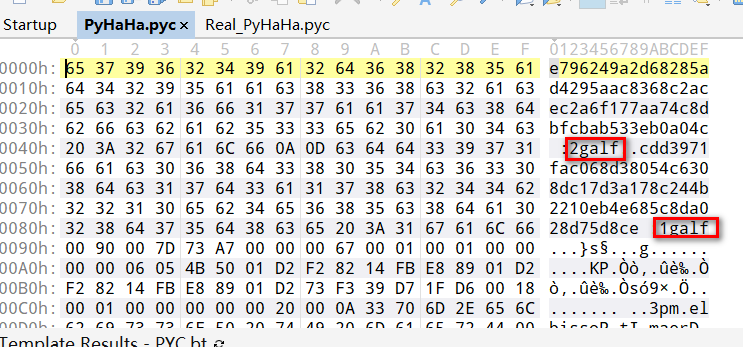 Startup PyHaHa.pyc × Real_PyHaHa.pyc
0 1 2 3 4 5 6 7 8 9 A B C D E F 0123456789ABCDEF
0000h: 65 37 39 36 32 34 39 61 32 64 36 38 32 38 35 61 e796249a2d68285a
0010h: 64 34 32 39 35 61 61 63 38 33 36 38 63 32 61 63 d4295aac8368c2ac
0020h: 65 63 32 61 36 66 31 37 37 61 61 37 34 63 38 64 ec2a6f177aa74c8d
0030h: 62 66 63 62 61 62 35 33 33 65 62 30 61 30 34 63 bfcbab533eb0a04c
0040h: 20 3A 32 67 61 6C 66 0A 0D 63 64 64 33 39 37 31 :2galf..cdd3971
0050h: 66 61 63 30 36 38 64 33 38 30 35 34 63 36 33 30 fac068d38054c630
0060h: 38 64 63 31 37 64 33 61 31 37 38 63 32 34 34 62 8dc17d3a178c244b
0070h: 32 32 31 30 65 62 34 65 36 38 35 63 38 64 61 30 2210eb4e685c8da0
0080h: 32 38 64 37 35 64 38 63 65 20 3A 31 67 61 6C 66 28d75d8ce 1galf
0090h: 00 90 00 7D 73 A7 00 00 00 67 00 01 00 01 00 00 ...}s§...g......
00A0h: 00 00 06 05 4B 50 01 D2 F2 82 14 FB E8 89 01 D2 ....KP.Òò‚.ûè‰.Ò
00B0h: F2 82 14 FB E8 89 01 D2 73 F3 39 D7 1F D6 00 18 ò‚.ûè‰.Òsó9×.Ö..
00C0h: 00 01 00 00 00 00 00 20 00 0A 33 70 6D 2E 65 6C ....... ..3pm.el
00D0h: 62 69 73 73 6F 50 20 74 49 20 6D 61 65 72 44 00 bissoP tI maerD.
Template Results - PYC.bt